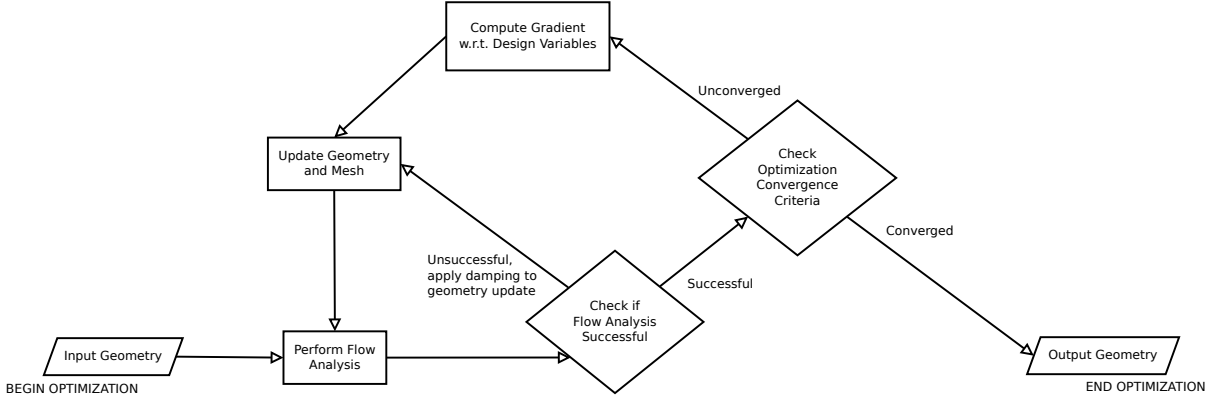 Compute Gradient
w.r.t. Design Variables
Unconverged
Update Geometry
and Mesh
Check
Optimization
Convergence
Criteria
Converged
Unsuccessful,
apply damping to
geometry update
Successful
Check if
Flow Analysis
Successful
Input Geometry
Perform Flow
Analysis
Output Geometry
BEGIN OPTIMIZATION
END OPTIMIZATION